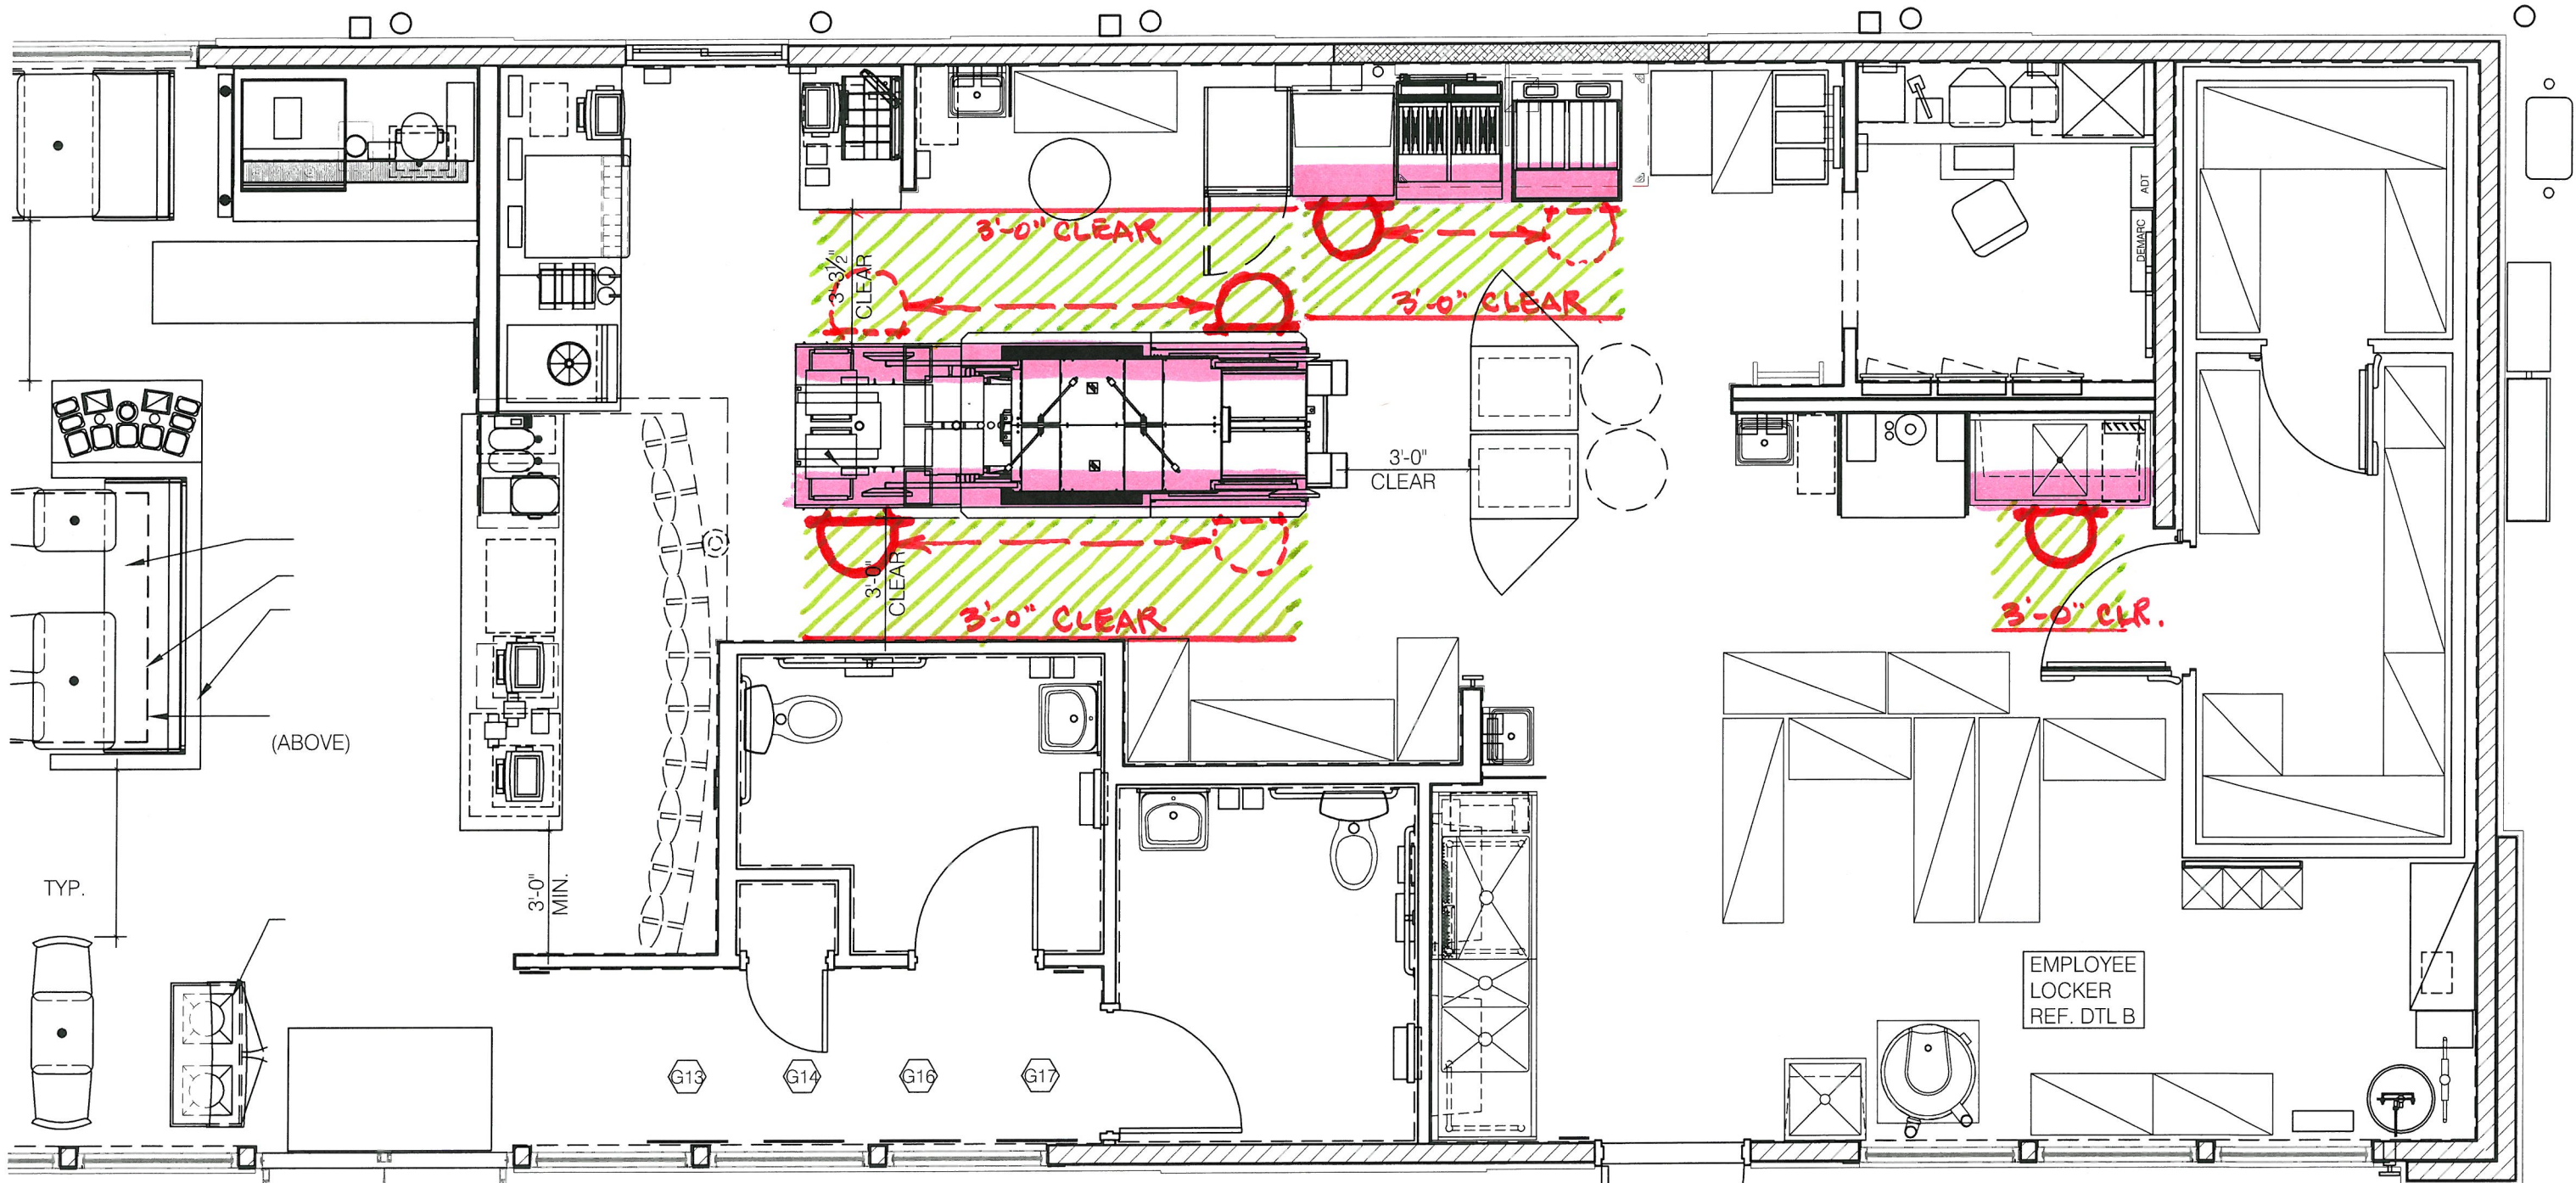 ADT
DEMARC
3'-0" CLEAR
3'-3½"
CLEAR
3'-0" CLEAR
3'-0"
CLEAR
3'-0"
CLEAR
3'-0" CLEAR
3'-0" CLR.
(ABOVE)
TYP.
3'-0"
MIN.
EMPLOYEE
LOCKER
REF. DTL B
G13
G14
G16
G17